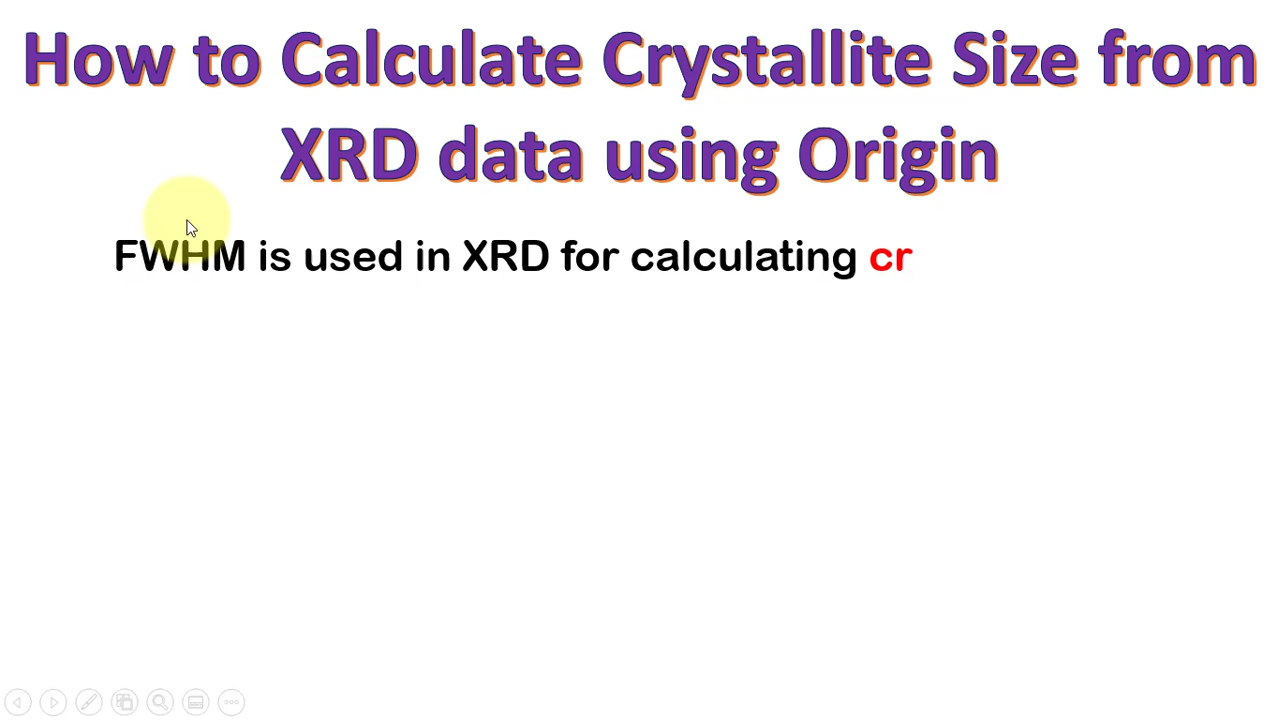 How to Calculate Crystallite Size from
XRD data using Origin
FWHM is used in XRD for calculating cr